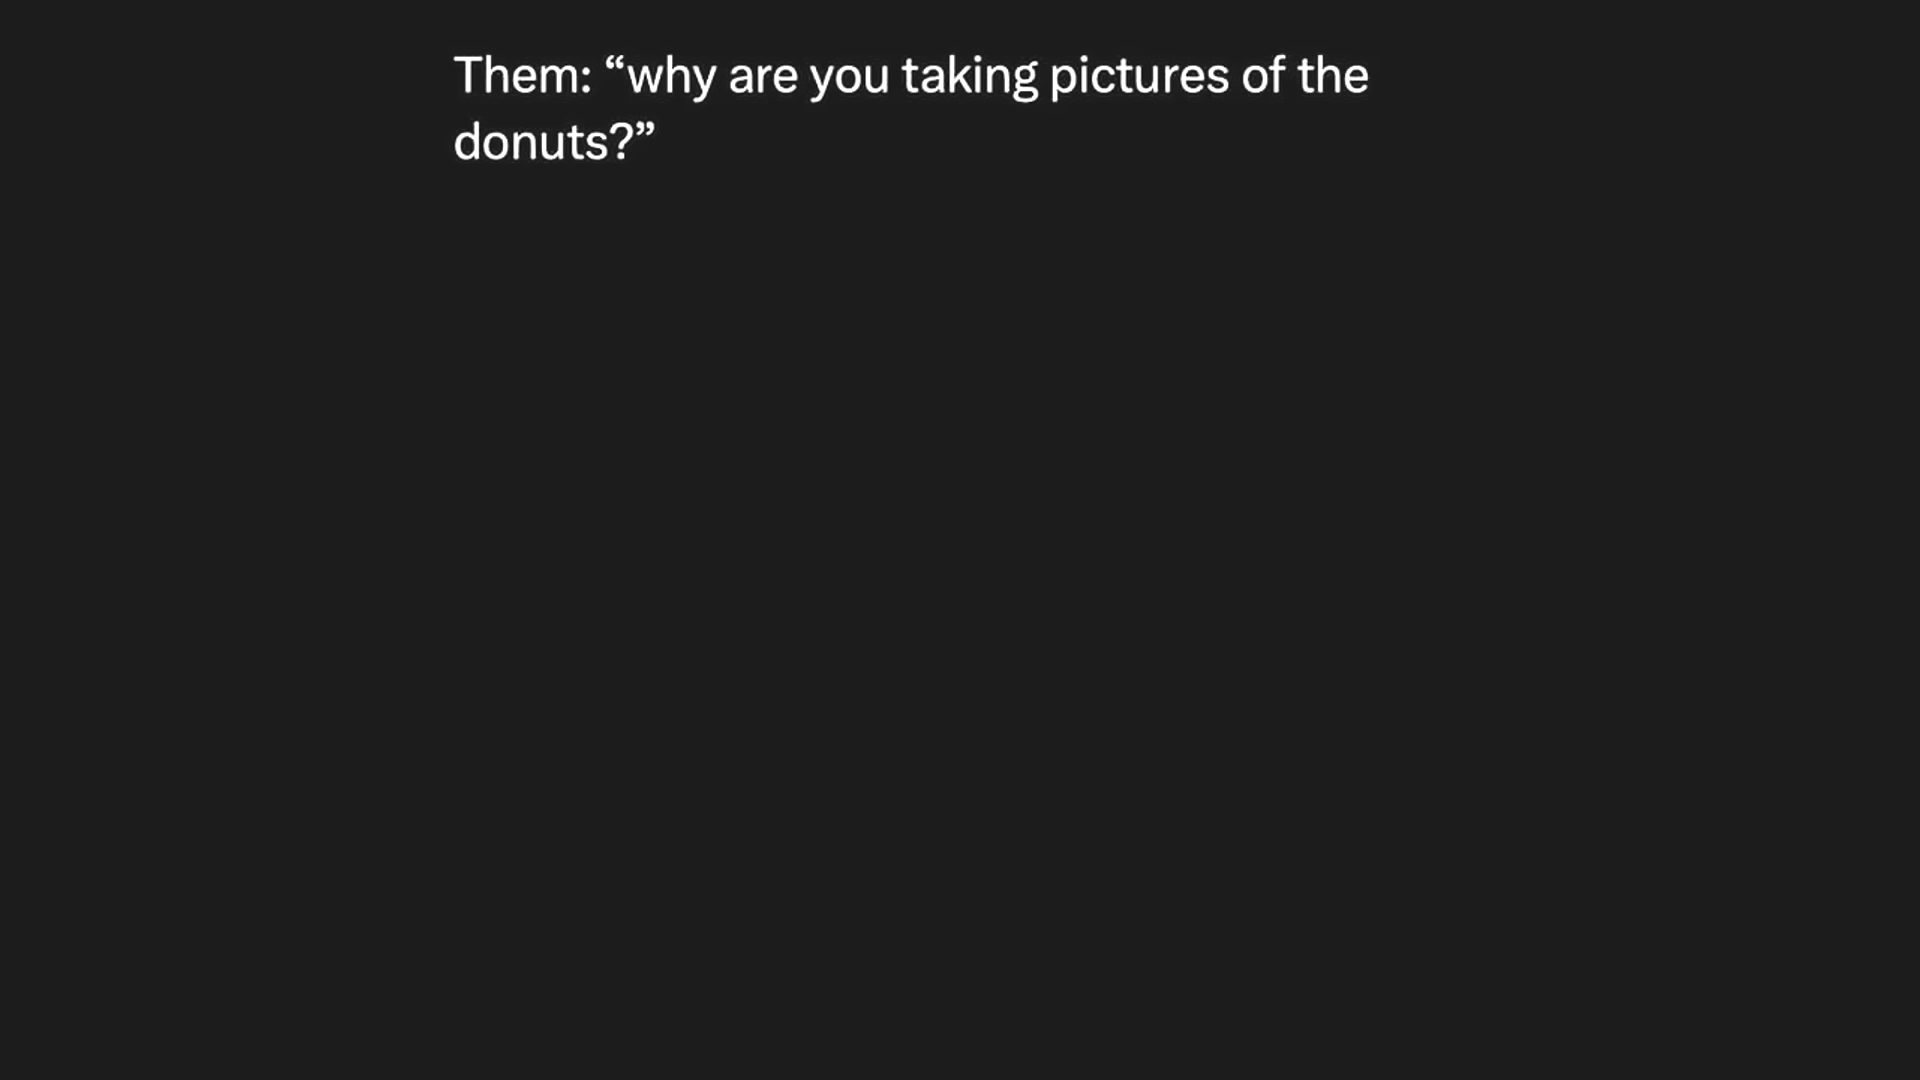 Them: “why are you taking pictures of the
donuts?”